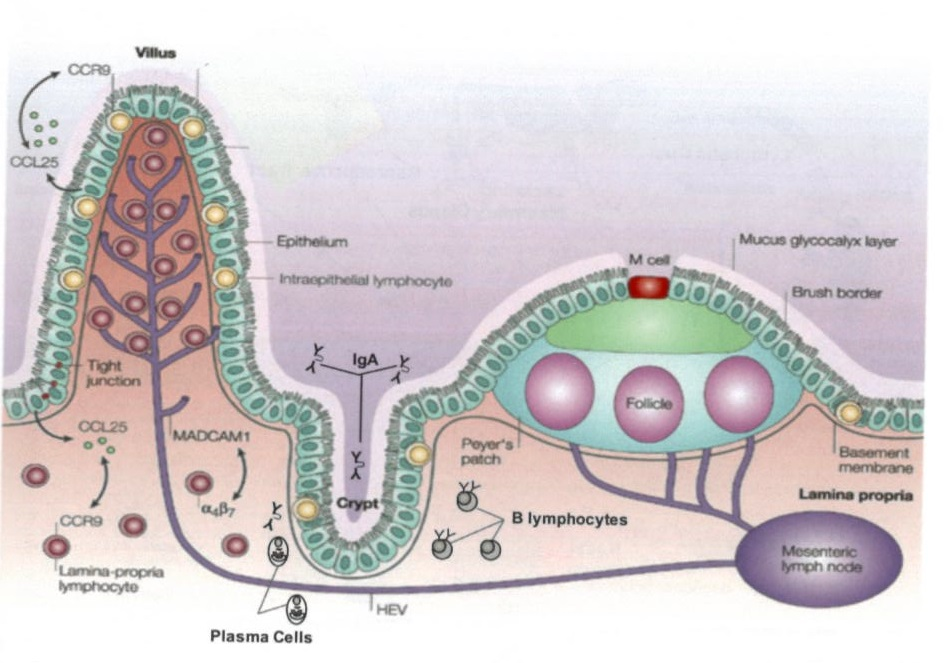 Villus
CCR9
CCL25
Epithelium
Intraepithelial lymphocyte
Mucus glycocalyx layer
M cell
Brush border
IgA
Tight
junction
Follicle
CCL25
MADCAM1
Peyer's
patch
Basement
membrane
Lamina propria
α4β7
Crypt
CCR9
B lymphocytes
Lamina-propria
lymphocyte
Mesenteric
lymph node
HEV
Plasma Cells